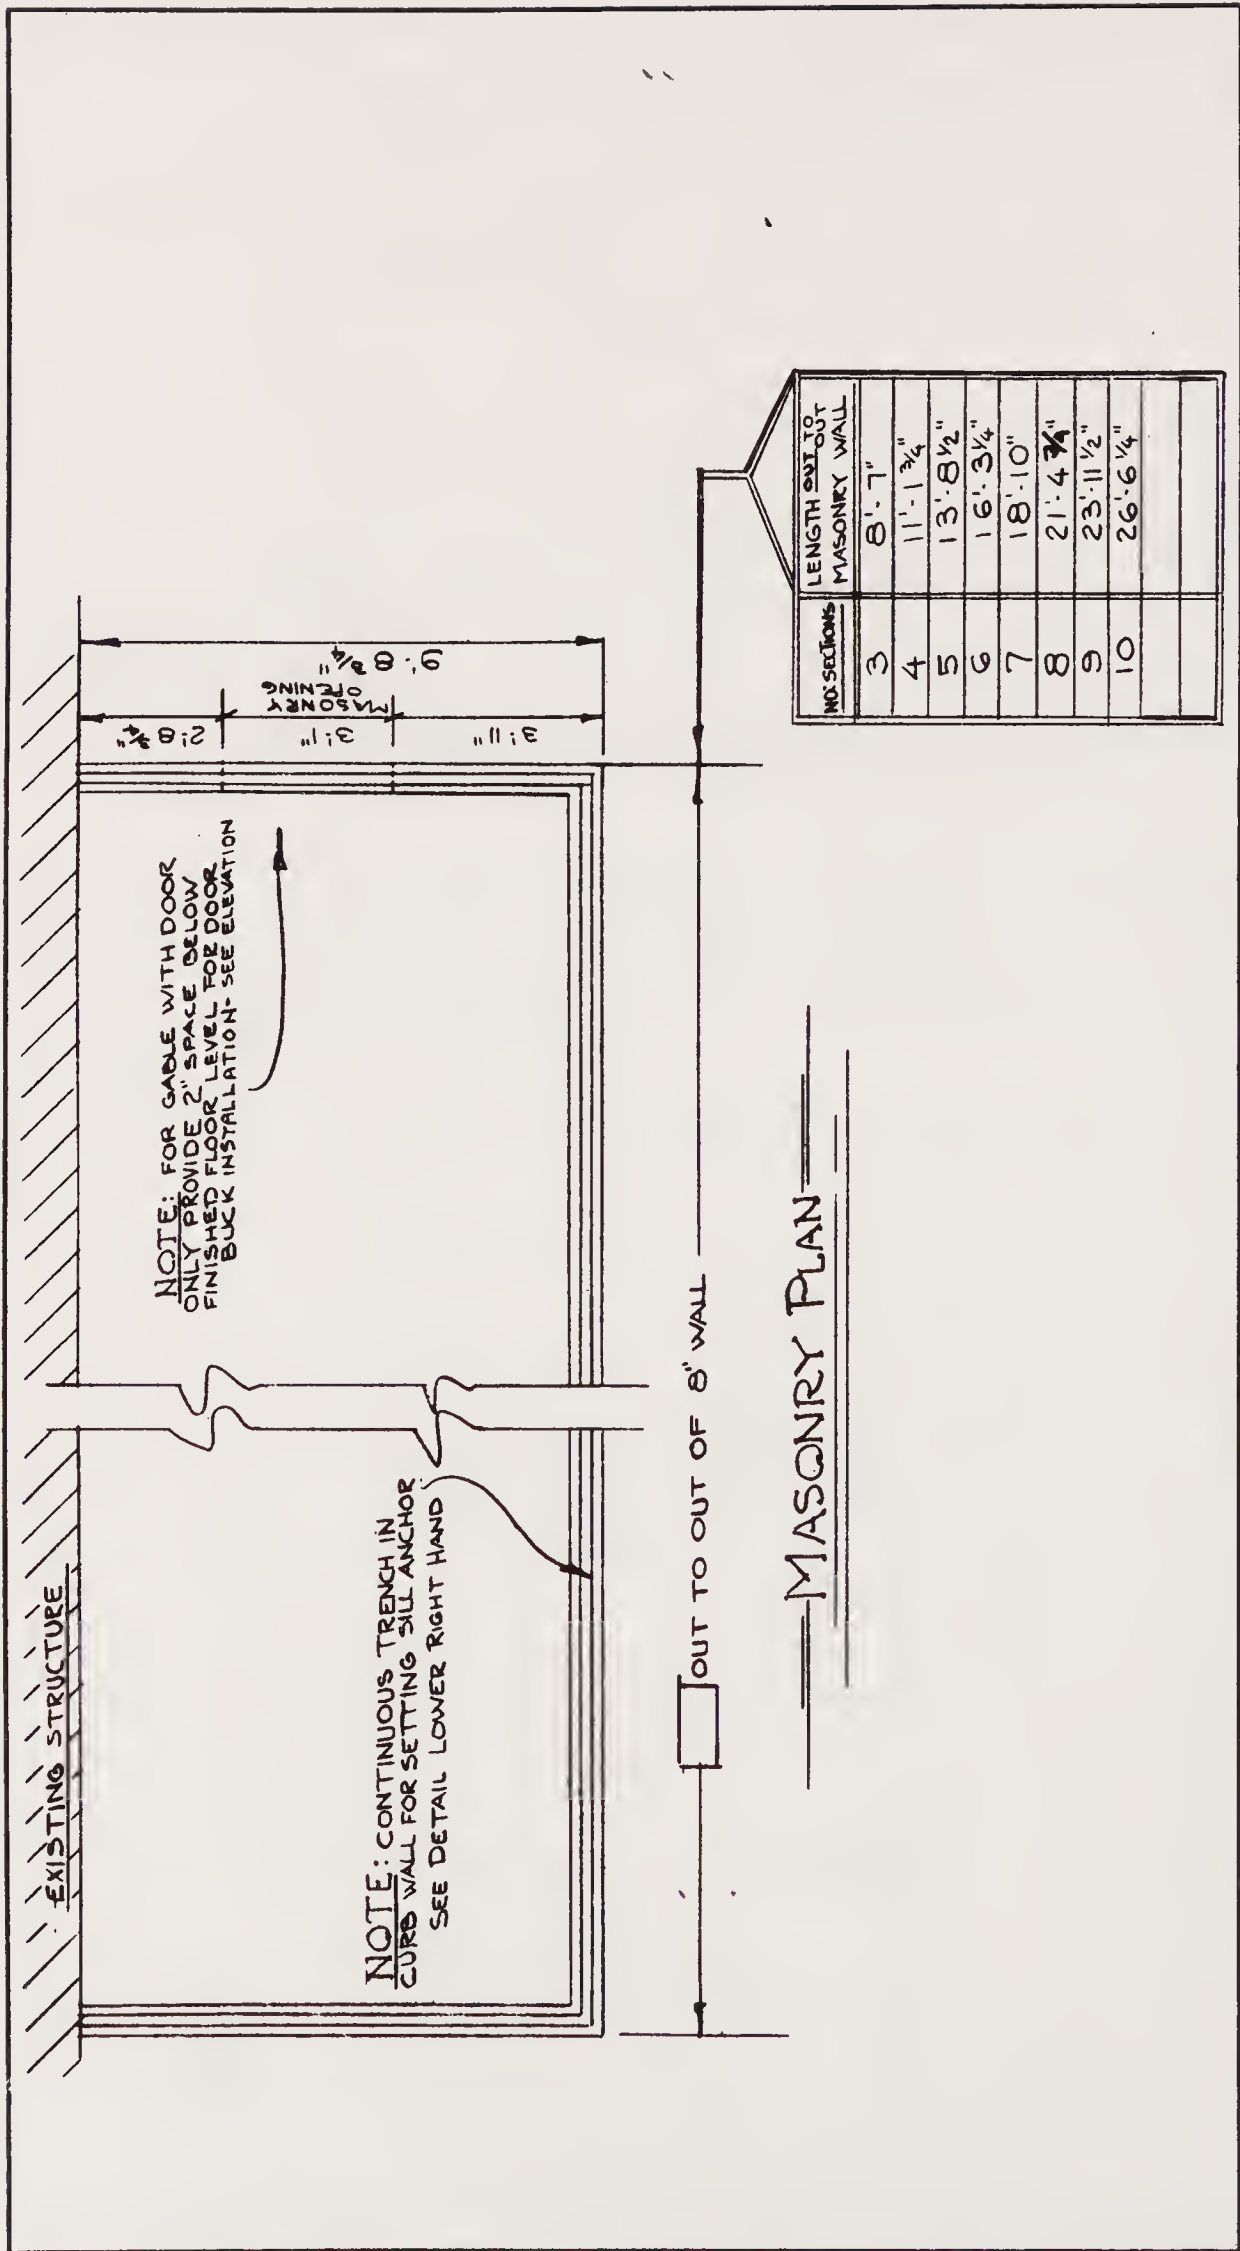 EXISTING STRUCTURE
NOTE: FOR GABLE WITH DOOR
ONLY PROVIDE 2" SPACE BELOW
FINISHED FLOOR LEVEL FOR DOOR
BUCK INSTALLATION - SEE ELEVATION
NOTE: CONTINUOUS TRENCH IN
CURB WALL FOR SETTING SILL ANCHOR
SEE DETAIL LOWER RIGHT HAND
2'-8 3/4"
3'-1"
MASONRY
OPENING
3'-11"
9'-8 3/4"
OUT TO OUT OF 8" WALL
MASONRY PLAN
NO. SECTIONS LENGTH OUT TO OUT
MASONRY WALL
3 8'-7"
4 11'-1 3/4"
5 13'-8 1/2"
6 16'-3 1/4"
7 18'-10"
8 21'-4 3/4"
9 23'-11 1/2"
10 26'-6 1/4"